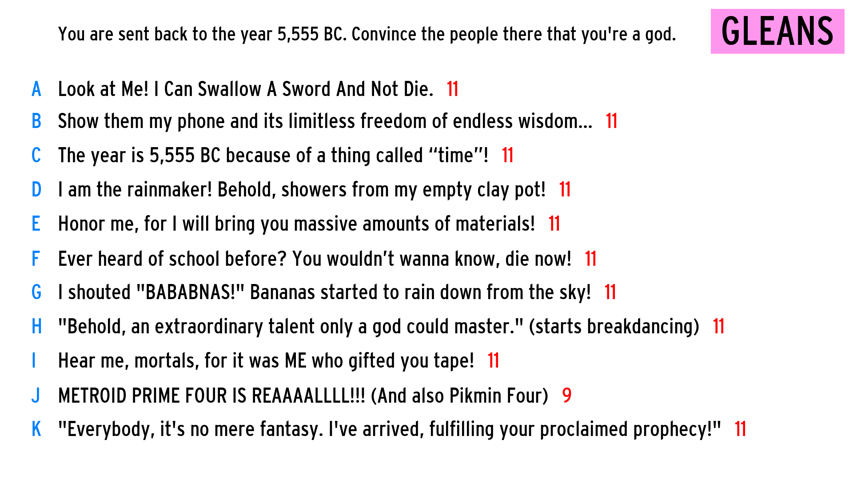 You are sent back to the year 5,555 BC. Convince the people there that you're a god.
GLEANS
A Look at Me! I Can Swallow A Sword And Not Die. 11
B Show them my phone and its limitless freedom of endless wisdom... 11
C The year is 5,555 BC because of a thing called “time”! 11
D I am the rainmaker! Behold, showers from my empty clay pot! 11
E Honor me, for I will bring you massive amounts of materials! 11
F Ever heard of school before? You wouldn’t wanna know, die now! 11
G I shouted "BABABNAS!" Bananas started to rain down from the sky! 11
H "Behold, an extraordinary talent only a god could master." (starts breakdancing) 11
I Hear me, mortals, for it was ME who gifted you tape! 11
J METROID PRIME FOUR IS REAAAALLLL!!! (And also Pikmin Four) 9
K "Everybody, it's no mere fantasy. I've arrived, fulfilling your proclaimed prophecy!" 11